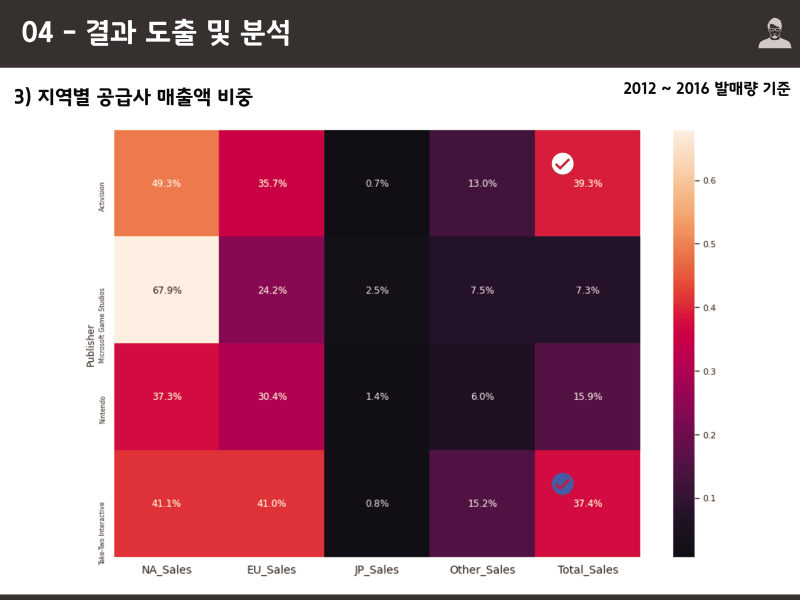 04 - 결과 도출 및 분석
3) 지역별 공급사 매출액 비중
2012 ~ 2016 발매량 기준
Publisher
Activision
49.3%
35.7%
0.7%
13.0%
39.3%
Microsoft Game Studios
67.9%
24.2%
2.5%
7.5%
7.3%
Nintendo
37.3%
30.4%
1.4%
6.0%
15.9%
Take-Two Interactive
41.1%
41.0%
0.8%
15.2%
37.4%
NA_Sales
EU_Sales
JP_Sales
Other_Sales
Total_Sales
0.6
0.5
0.4
0.3
0.2
0.1